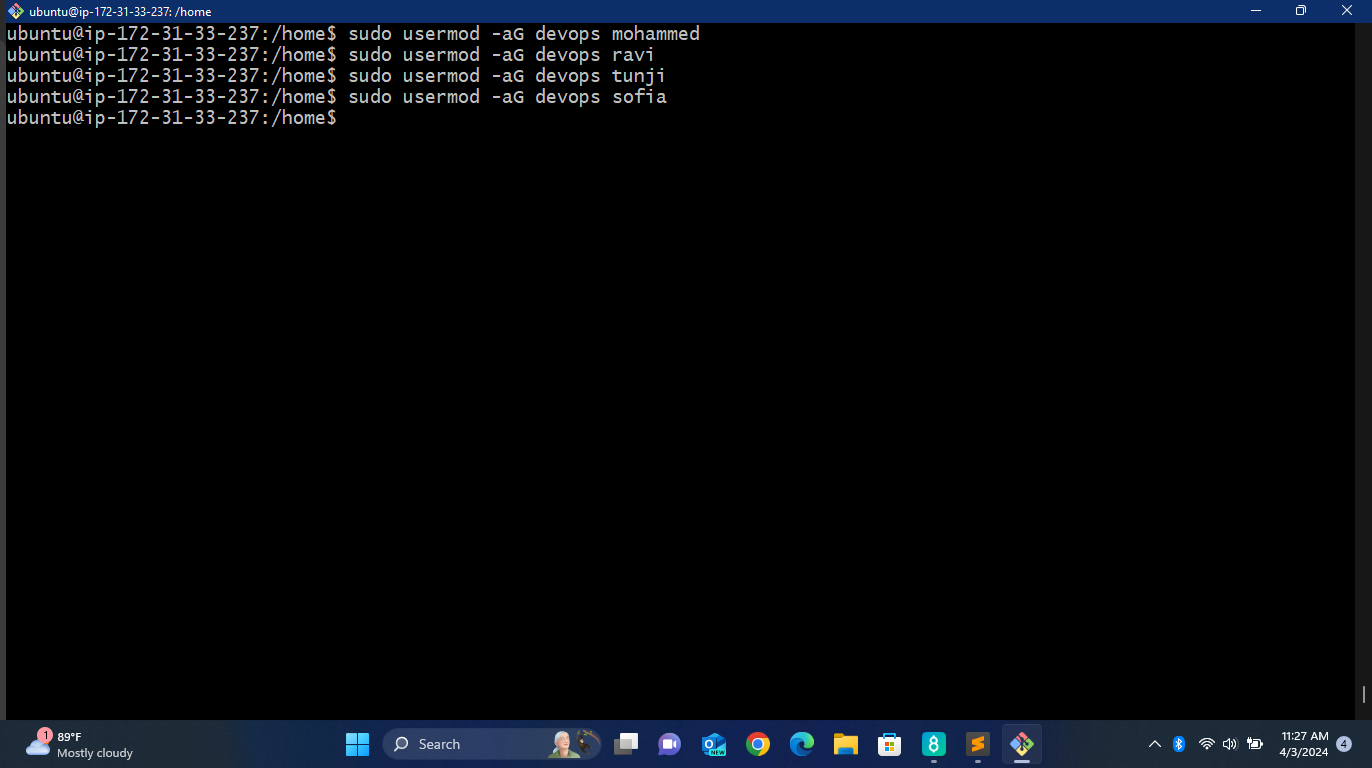 ubuntu@ip-172-31-33-237: /home
ubuntu@ip-172-31-33-237:/home$ sudo usermod -aG devops mohammed
ubuntu@ip-172-31-33-237:/home$ sudo usermod -aG devops ravi
ubuntu@ip-172-31-33-237:/home$ sudo usermod -aG devops tunji
ubuntu@ip-172-31-33-237:/home$ sudo usermod -aG devops sofia
ubuntu@ip-172-31-33-237:/home$
1
89°F
Mostly cloudy
Search
NEW
8
11:27 AM
4/3/2024
4